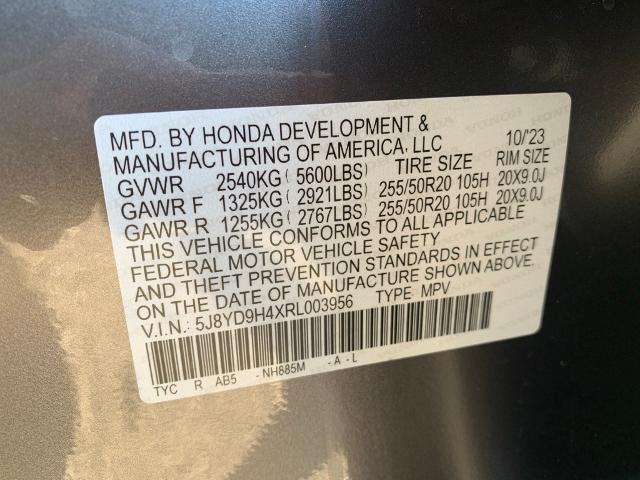 MFD. BY HONDA DEVELOPMENT & 10/'23
MANUFACTURING OF AMERICA, LLC
TIRE SIZE RIM SIZE
GVWR 2540KG( 5600LBS)
GAWR F 1325KG( 2921LBS) 255/50R20 105H 20X9.0J
GAWR R 1255KG( 2767LBS) 255/50R20 105H 20X9.0J
THIS VEHICLE CONFORMS TO ALL APPLICABLE
FEDERAL MOTOR VEHICLE SAFETY
AND THEFT PREVENTION STANDARDS IN EFFECT
ON THE DATE OF MANUFACTURE SHOWN ABOVE.
V.I.N.: 5J8YD9H4XRL003956 TYPE: MPV
TYC R AB5 -NH885M -A-L